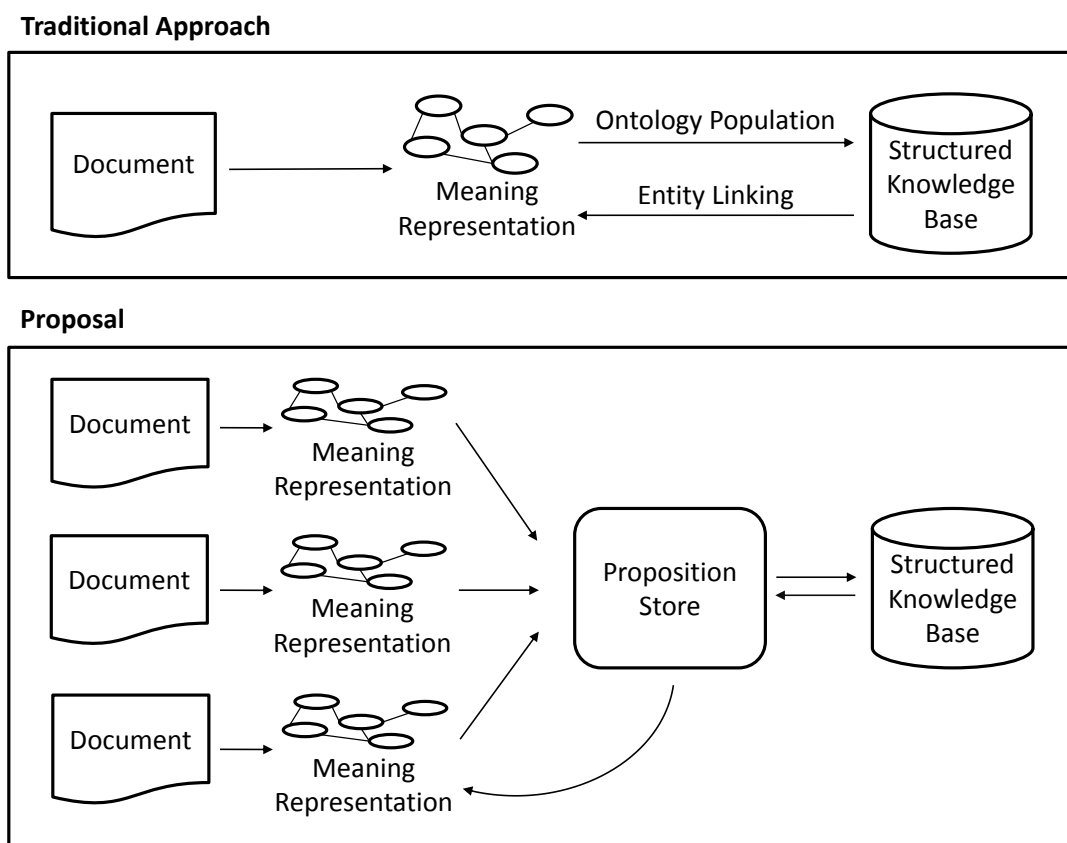 Traditional Approach
Document
Ontology Population
Entity Linking
Meaning
Representation
Structured
Knowledge
Base
Proposal
Document
Meaning
Representation
Document
Meaning
Representation
Document
Meaning
Representation
Proposition
Store
Structured
Knowledge
Base